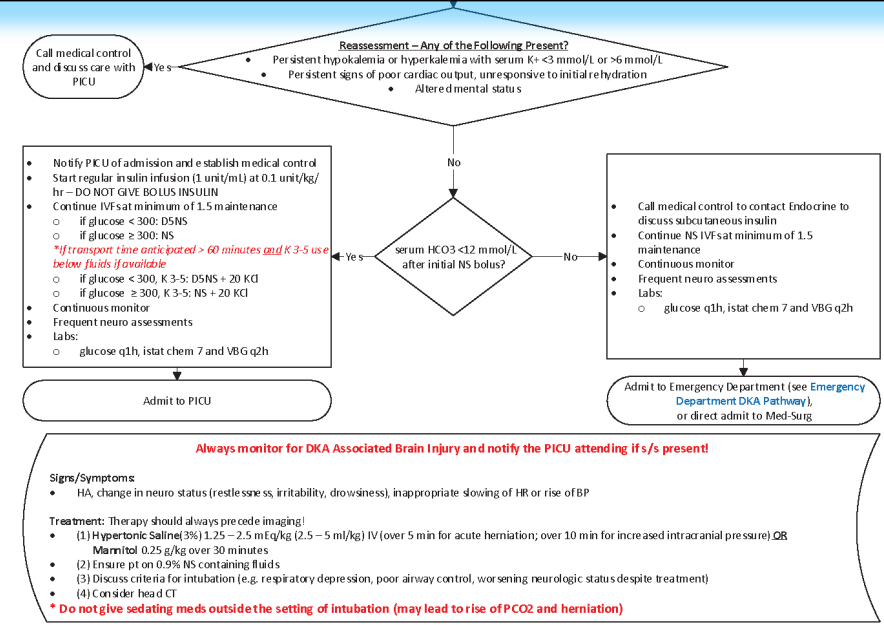 Reassessment – Any of the Following Present?
• Persistent hypokalemia or hyperkalemia with serum K+ <3 mmol/L or >6 mmol/L
• Persistent signs of poor cardiac output, unresponsive to initial rehydration
• Altered mental status
Yes
Call medical control
and discuss care with
PICU
No
serum HCO3 <12 mmol/L
after initial NS bolus?
Yes
• Notify PICU of admission and establish medical control
• Start regular insulin infusion (1 unit/mL) at 0.1 unit/kg/
hr – DO NOT GIVE BOLUS INSULIN
• Continue IVFs at minimum of 1.5 maintenance
o if glucose < 300: D5NS
o if glucose ≥ 300: NS
*If transport time anticipated > 60 minutes and K 3-5 use
below fluids if available
o if glucose < 300, K 3-5: D5NS + 20 KCl
o if glucose ≥ 300, K 3-5: NS + 20 KCl
• Continuous monitor
• Frequent neuro assessments
• Labs:
o glucose q1h, istat chem 7 and VBG q2h
Admit to PICU
No
• Call medical control to contact Endocrine to
discuss subcutaneous insulin
• Continue NS IVFs at minimum of 1.5
maintenance
• Continuous monitor
• Frequent neuro assessments
• Labs:
o glucose q1h, istat chem 7 and VBG q2h
Admit to Emergency Department (see Emergency
Department DKA Pathway),
or direct admit to Med-Surg
Always monitor for DKA Associated Brain Injury and notify the PICU attending if s/s present!
Signs/Symptoms:
• HA, change in neuro status (restlessness, irritability, drowsiness), inappropriate slowing of HR or rise of BP
Treatment: Therapy should always precede imaging!
• (1) Hypertonic Saline(3%) 1.25 – 2.5 mEq/kg (2.5 – 5 ml/kg) IV (over 5 min for acute herniation; over 10 min for increased intracranial pressure) OR
Mannitol 0.25 g/kg over 30 minutes
• (2) Ensure pt on 0.9% NS containing fluids
• (3) Discuss criteria for intubation (e.g. respiratory depression, poor airway control, worsening neurologic status despite treatment)
• (4) Consider head CT
* Do not give sedating meds outside the setting of intubation (may lead to rise of PCO2 and herniation)